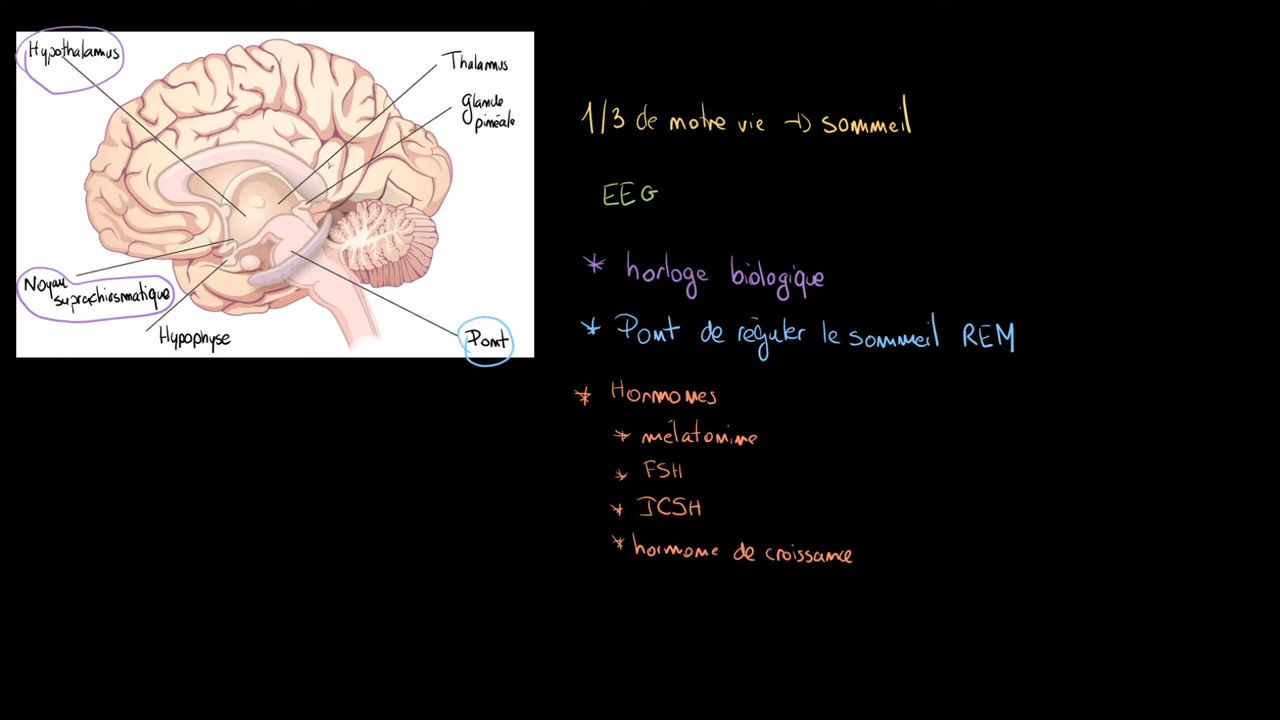 Hypothalamus
Thalamus
Glande
pinéale
Noyau
suprachiasmatique
Hypophyse
Pont
1/3 de notre vie → sommeil
EEG
* horloge biologique
* Pont de réguler le sommeil REM
* Hormones
* mélatonine
* FSH
* ICSH
* hormone de croissance